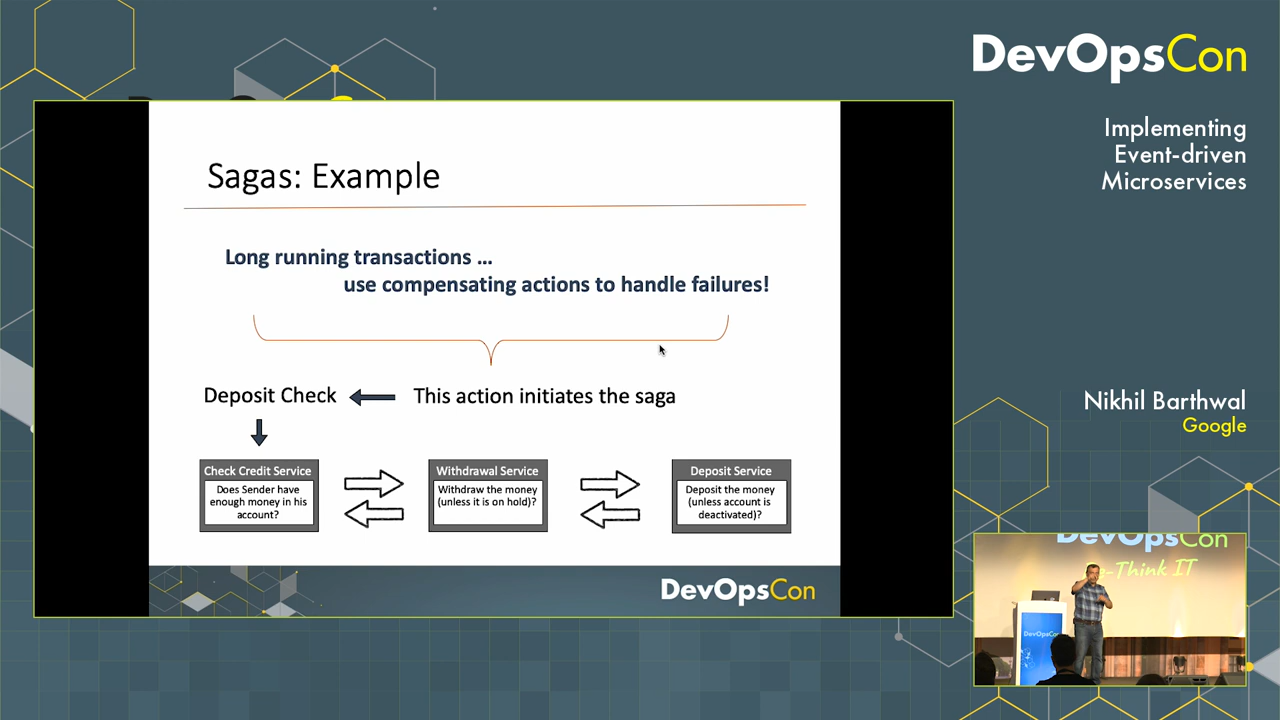 DevOpsCon
Implementing
Event-driven
Microservices
Sagas: Example
Long running transactions ...
use compensating actions to handle failures!
Deposit Check
This action initiates the saga
Check Credit Service
Does Sender have
enough money in his
account?
Withdrawal Service
Withdraw the money
(unless it is on hold)?
Deposit Service
Deposit the money
(unless account is
deactivated)?
DevOpsCon
Nikhil Barthwal
Google
DevOpsCon
-Think IT
DevOpsCon